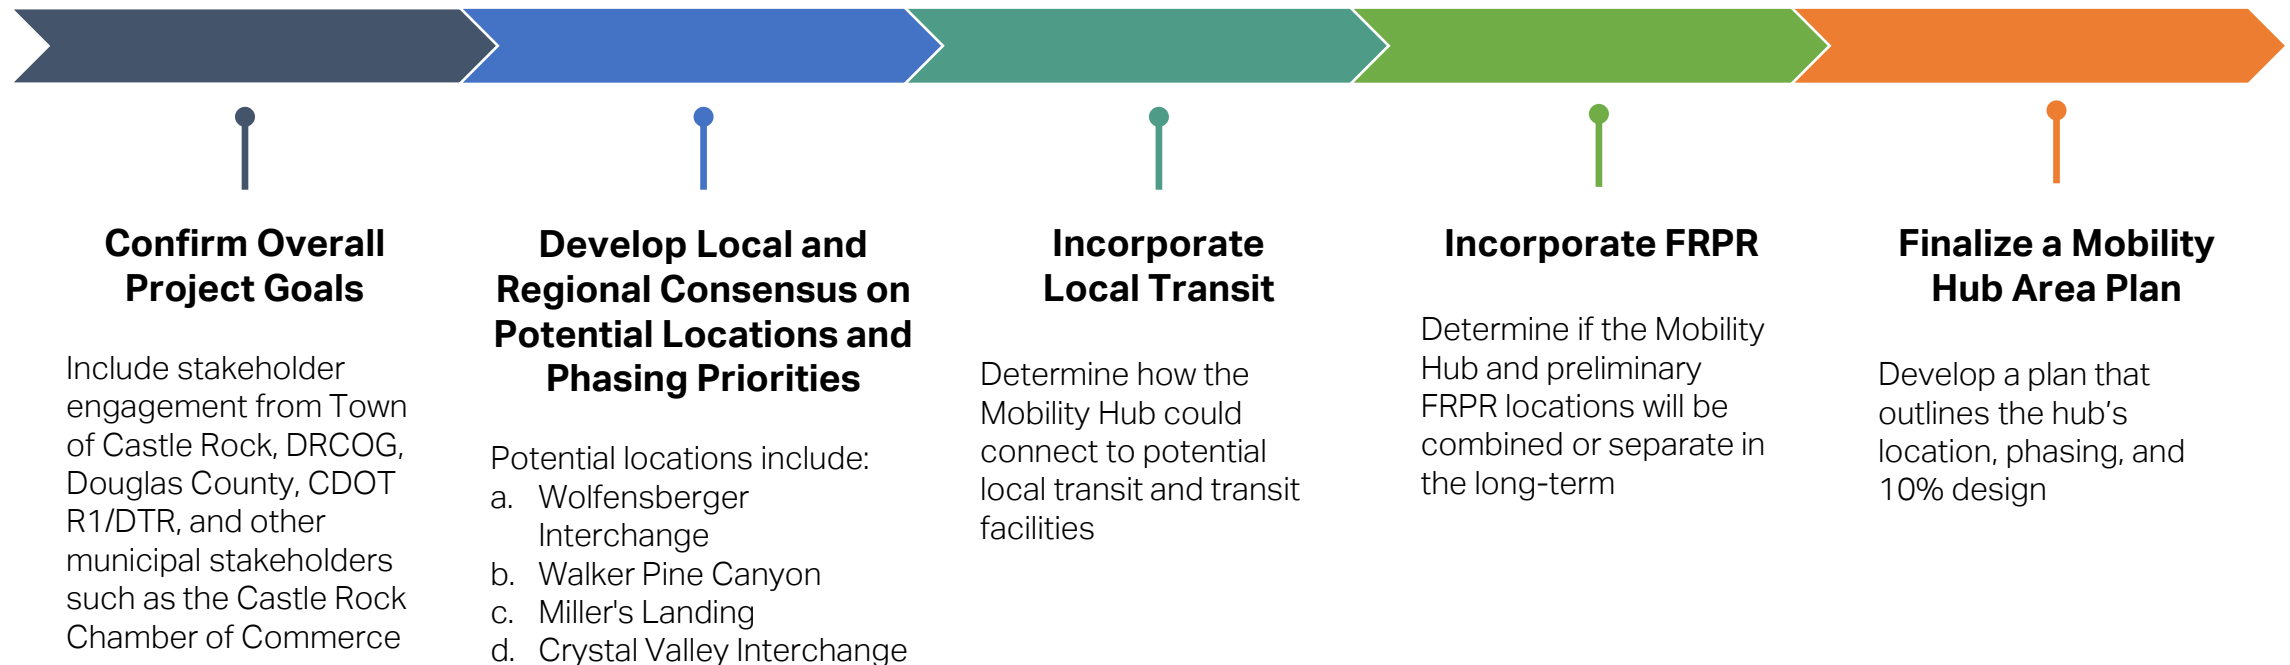 Confirm Overall
Project Goals
Include stakeholder
engagement from Town
of Castle Rock, DRCOG,
Douglas County, CDOT
R1/DTR, and other
municipal stakeholders
such as the Castle Rock
Chamber of Commerce
Develop Local and
Regional Consensus on
Potential Locations and
Phasing Priorities
Potential locations include:
a. Wolfensberger
Interchange
b. Walker Pine Canyon
c. Miller's Landing
d. Crystal Valley Interchange
Incorporate
Local Transit
Determine how the
Mobility Hub could
connect to potential
local transit and transit
facilities
Incorporate FRPR
Determine if the Mobility
Hub and preliminary
FRPR locations will be
combined or separate in
the long-term
Finalize a Mobility
Hub Area Plan
Develop a plan that
outlines the hub’s
location, phasing, and
10% design